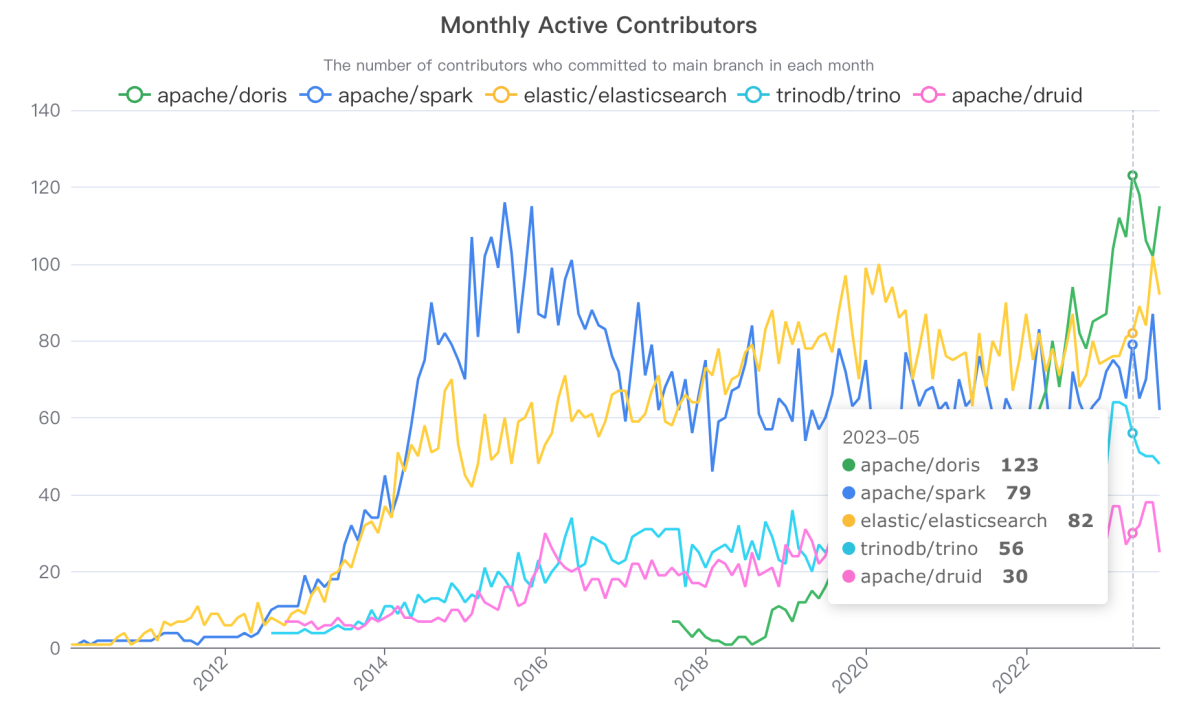 Monthly Active Contributors
The number of contributors who committed to main branch in each month
apache/doris apache/spark elastic/elasticsearch trinodb/trino apache/druid
140
120
100
80
60
40
20
0
2023-05
apache/doris 123
apache/spark 79
elastic/elasticsearch 82
trinodb/trino 56
apache/druid 30
2012 2014 2016 2018 2020 2022